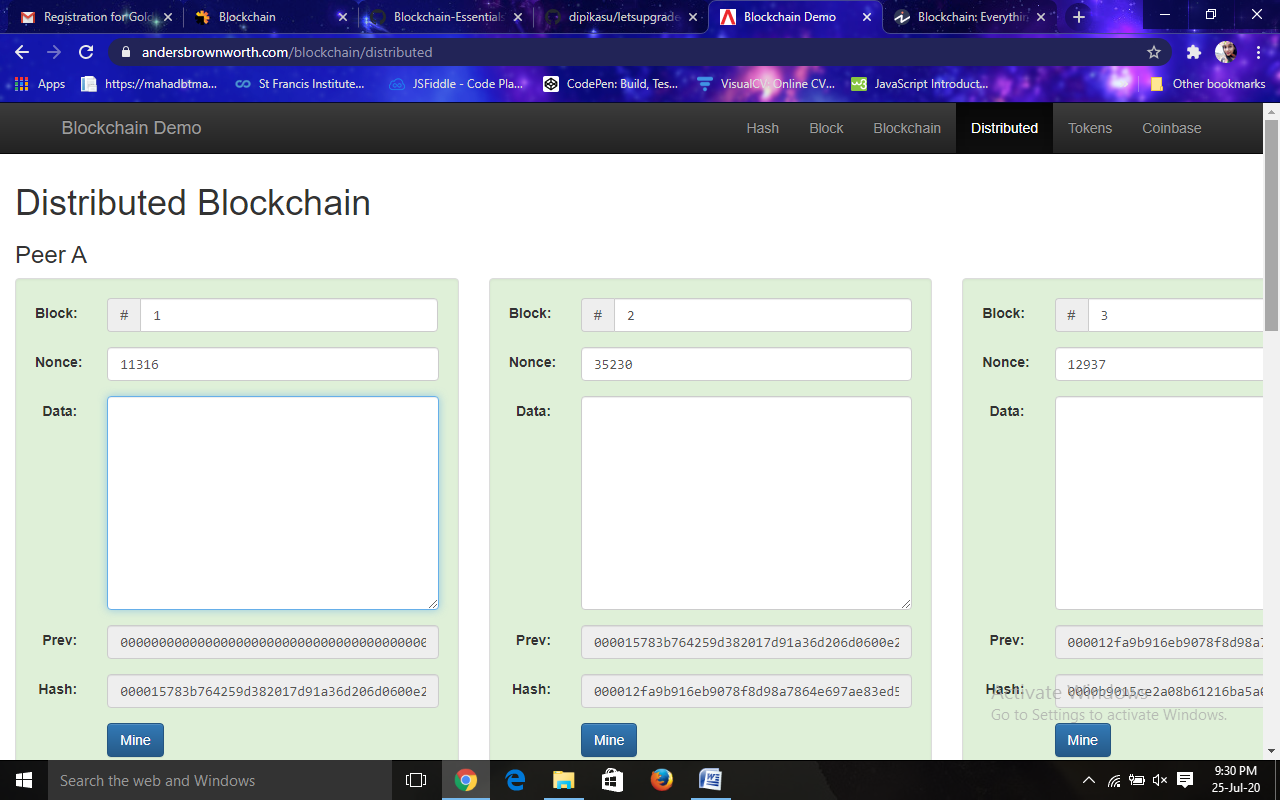 Registration for Gold
Blockchain
Blockchain-Essentials
dipikasu/letsupgrade
Blockchain Demo
Blockchain: Everythin
andersbrownworth.com/blockchain/distributed
Apps
https://mahadbtma...
St Francis Institute...
JSFiddle - Code Pla...
CodePen: Build, Tes...
VisualCV: Online CV...
JavaScript Introduct...
Other bookmarks
Blockchain Demo
Hash
Block
Blockchain
Distributed
Tokens
Coinbase
Distributed Blockchain
Peer A
Block: # 1
Nonce: 11316
Data:
Prev: 0000000000000000000000000000000000000000
Hash: 000015783b764259d382017d91a36d206d0600e2
Mine
Block: # 2
Nonce: 35230
Data:
Prev: 000015783b764259d382017d91a36d206d0600e2
Hash: 000012fa9b916eb9078f8d98a7864e697ae83ed5
Mine
Block: # 3
Nonce: 12937
Data:
Prev: 000012fa9b916eb9078f8d98a7
Hash: 0000b9015ce2a08b61216ba5a0
Mine
Activate Windows
Go to Settings to activate Windows.
Search the web and Windows
9:30 PM
25-Jul-20